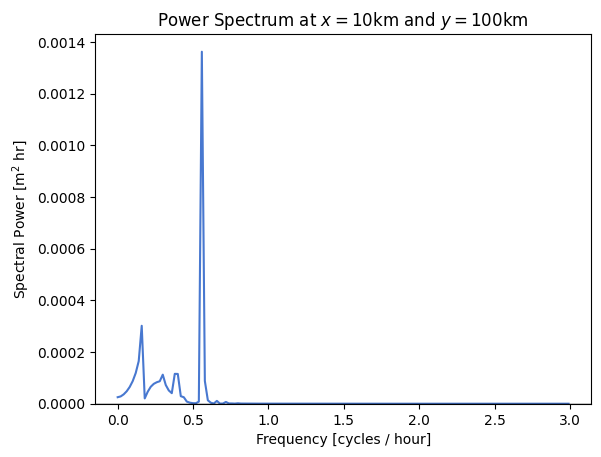 Power Spectrum at x = 10km and y = 100km
0.0014
0.0012
0.0010
0.0008
0.0006
0.0004
0.0002
0.0000
Spectral Power [m² hr]
0.0 0.5 1.0 1.5 2.0 2.5 3.0
Frequency [cycles / hour]